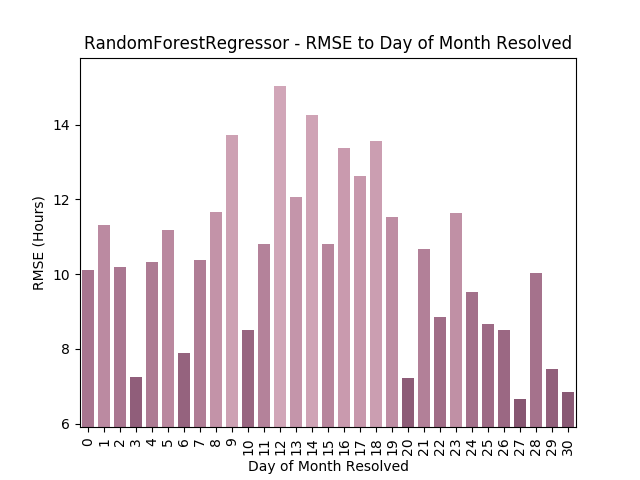 RandomForestRegressor - RMSE to Day of Month Resolved
14
12
10
8
6
RMSE (Hours)
0 1 2 3 4 5 6 7 8 9 10 11 12 13 14 15 16 17 18 19 20 21 22 23 24 25 26 27 28 29 30
Day of Month Resolved